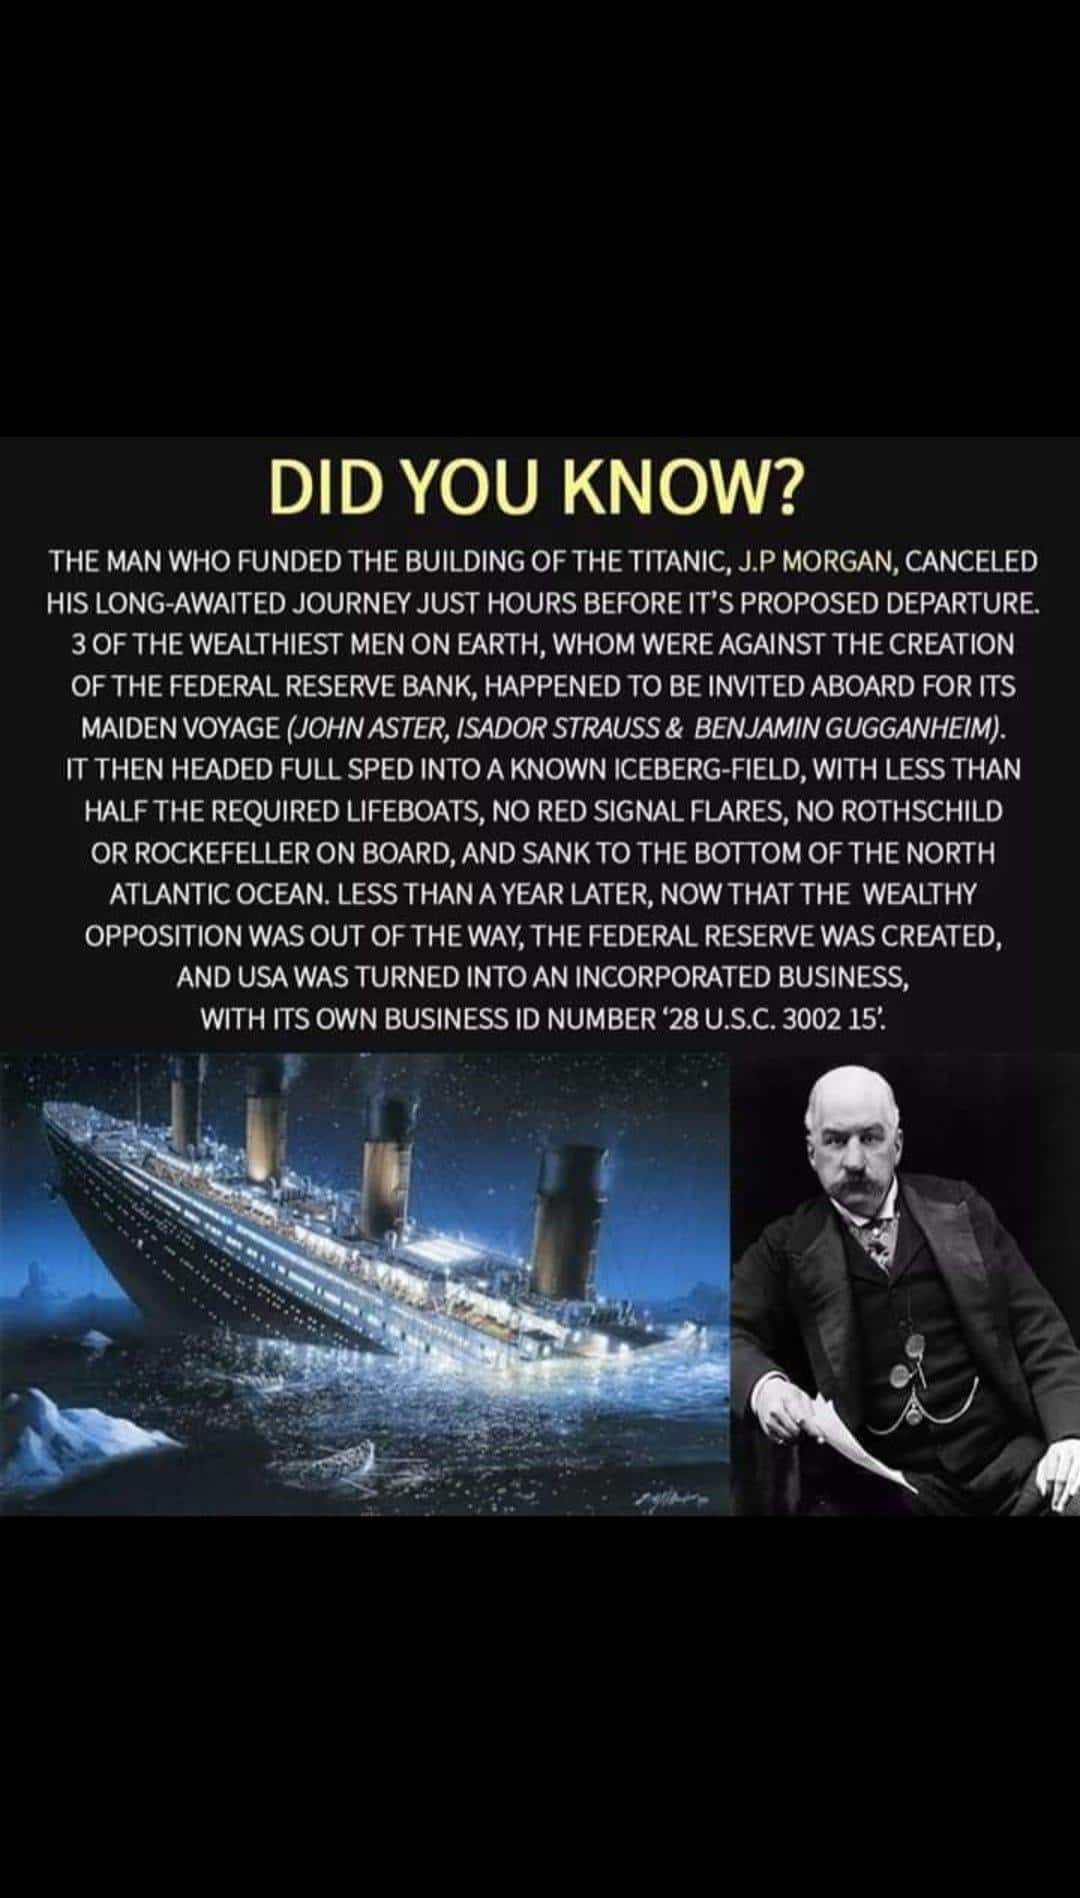 DID YOU KNOW?
THE MAN WHO FUNDED THE BUILDING OF THE TITANIC, J.P MORGAN, CANCELED
HIS LONG-AWAITED JOURNEY JUST HOURS BEFORE IT'S PROPOSED DEPARTURE.
3 OF THE WEALTHIEST MEN ON EARTH, WHOM WERE AGAINST THE CREATION
OF THE FEDERAL RESERVE BANK, HAPPENED TO BE INVITED ABOARD FOR ITS
MAIDEN VOYAGE (JOHN ASTER, ISADOR STRAUSS & BENJAMIN GUGGANHEIM).
IT THEN HEADED FULL SPED INTO A KNOWN ICEBERG-FIELD, WITH LESS THAN
HALF THE REQUIRED LIFEBOATS, NO RED SIGNAL FLARES, NO ROTHSCHILD
OR ROCKEFELLER ON BOARD, AND SANK TO THE BOTTOM OF THE NORTH
ATLANTIC OCEAN. LESS THAN A YEAR LATER, NOW THAT THE WEALTHY
OPPOSITION WAS OUT OF THE WAY, THE FEDERAL RESERVE WAS CREATED,
AND USA WAS TURNED INTO AN INCORPORATED BUSINESS,
WITH ITS OWN BUSINESS ID NUMBER '28 U.S.C. 3002 15'.